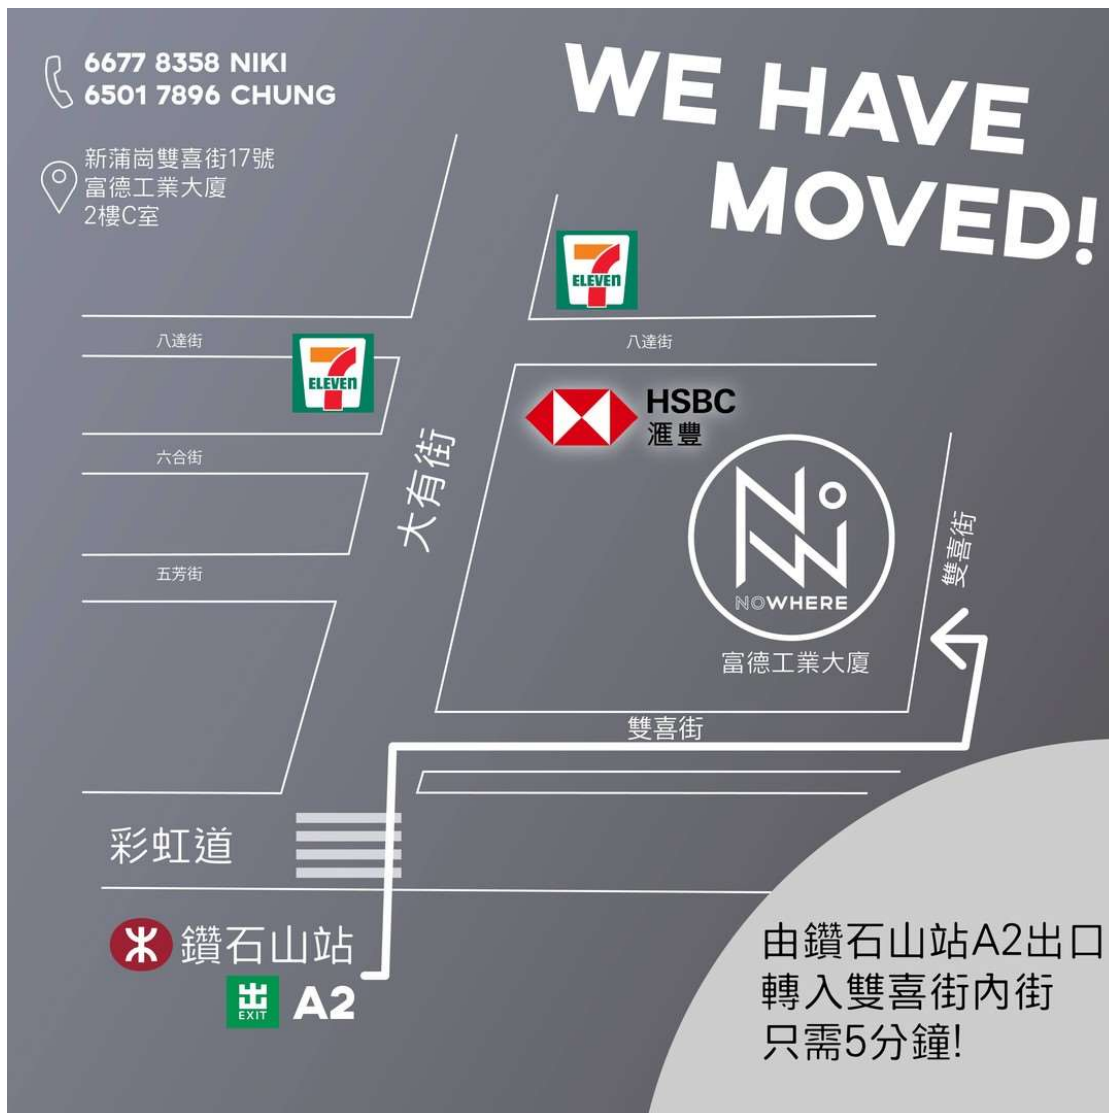 6677 8358 NIKI
6501 7896 CHUNG
新蒲崗雙喜街17號
富德工業大廈
2樓C室
WE HAVE
MOVED!
7
ELEVEN
八達街
7
ELEVEN
八達街
HSBC
滙豐
六合街
大有街
五芳街
雙喜街
NOWHERE
富德工業大廈
雙喜街
彩虹道
鑽石山站
出
EXIT
A2
由鑽石山站A2出口
轉入雙喜街內街
只需5分鐘!